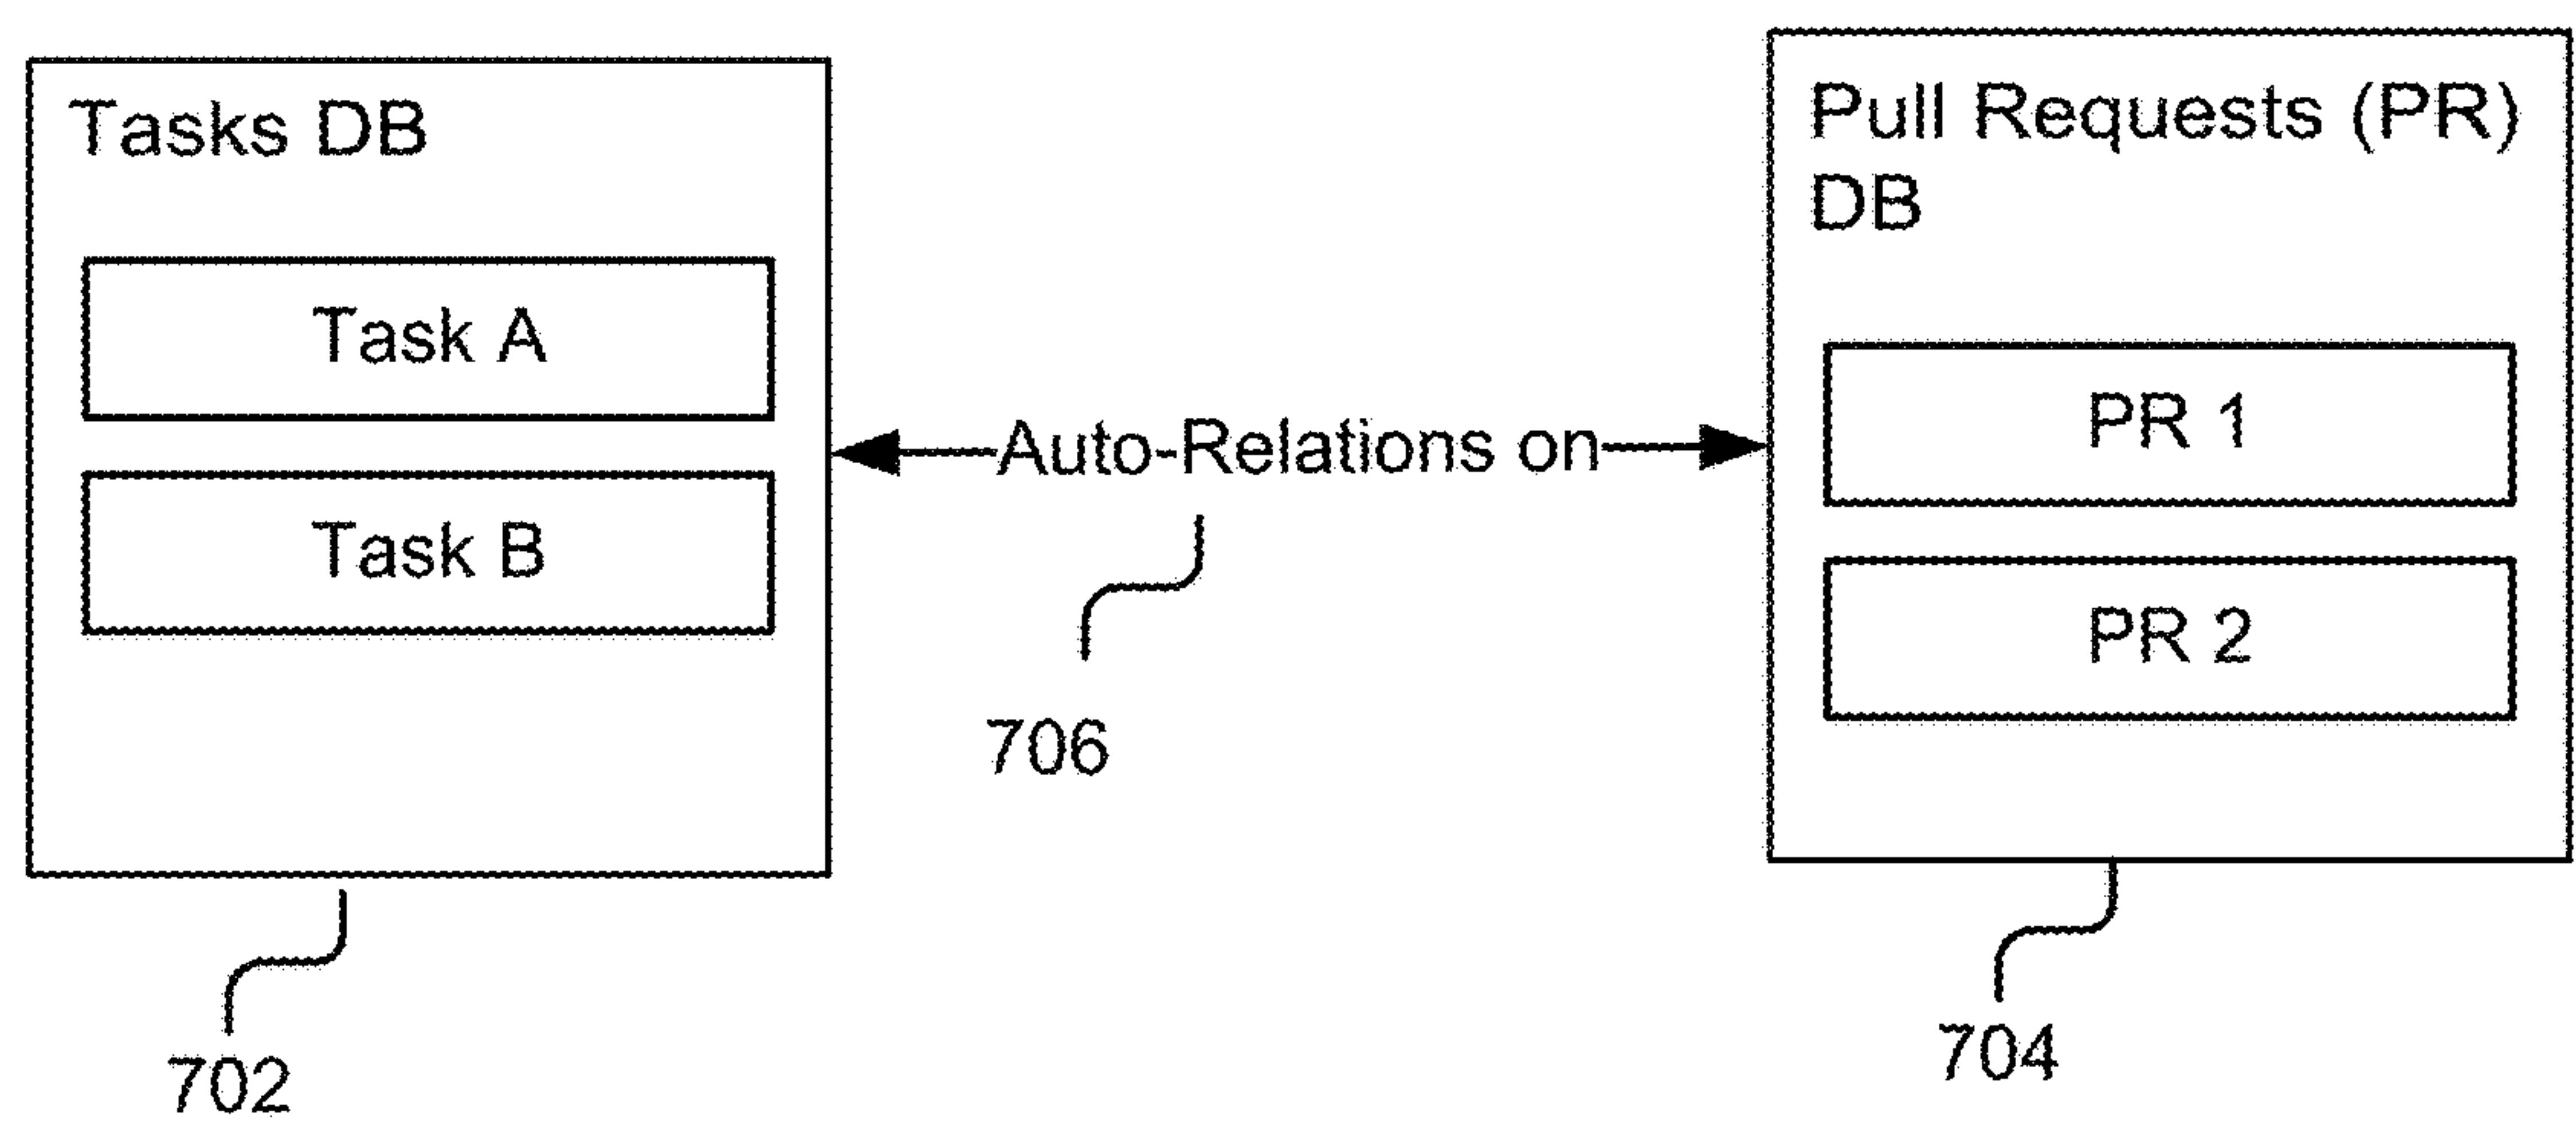 Tasks DB
Task A
Task B
702
Auto-Relations on
706
Pull Requests (PR)
DB
PR 1
PR 2
704